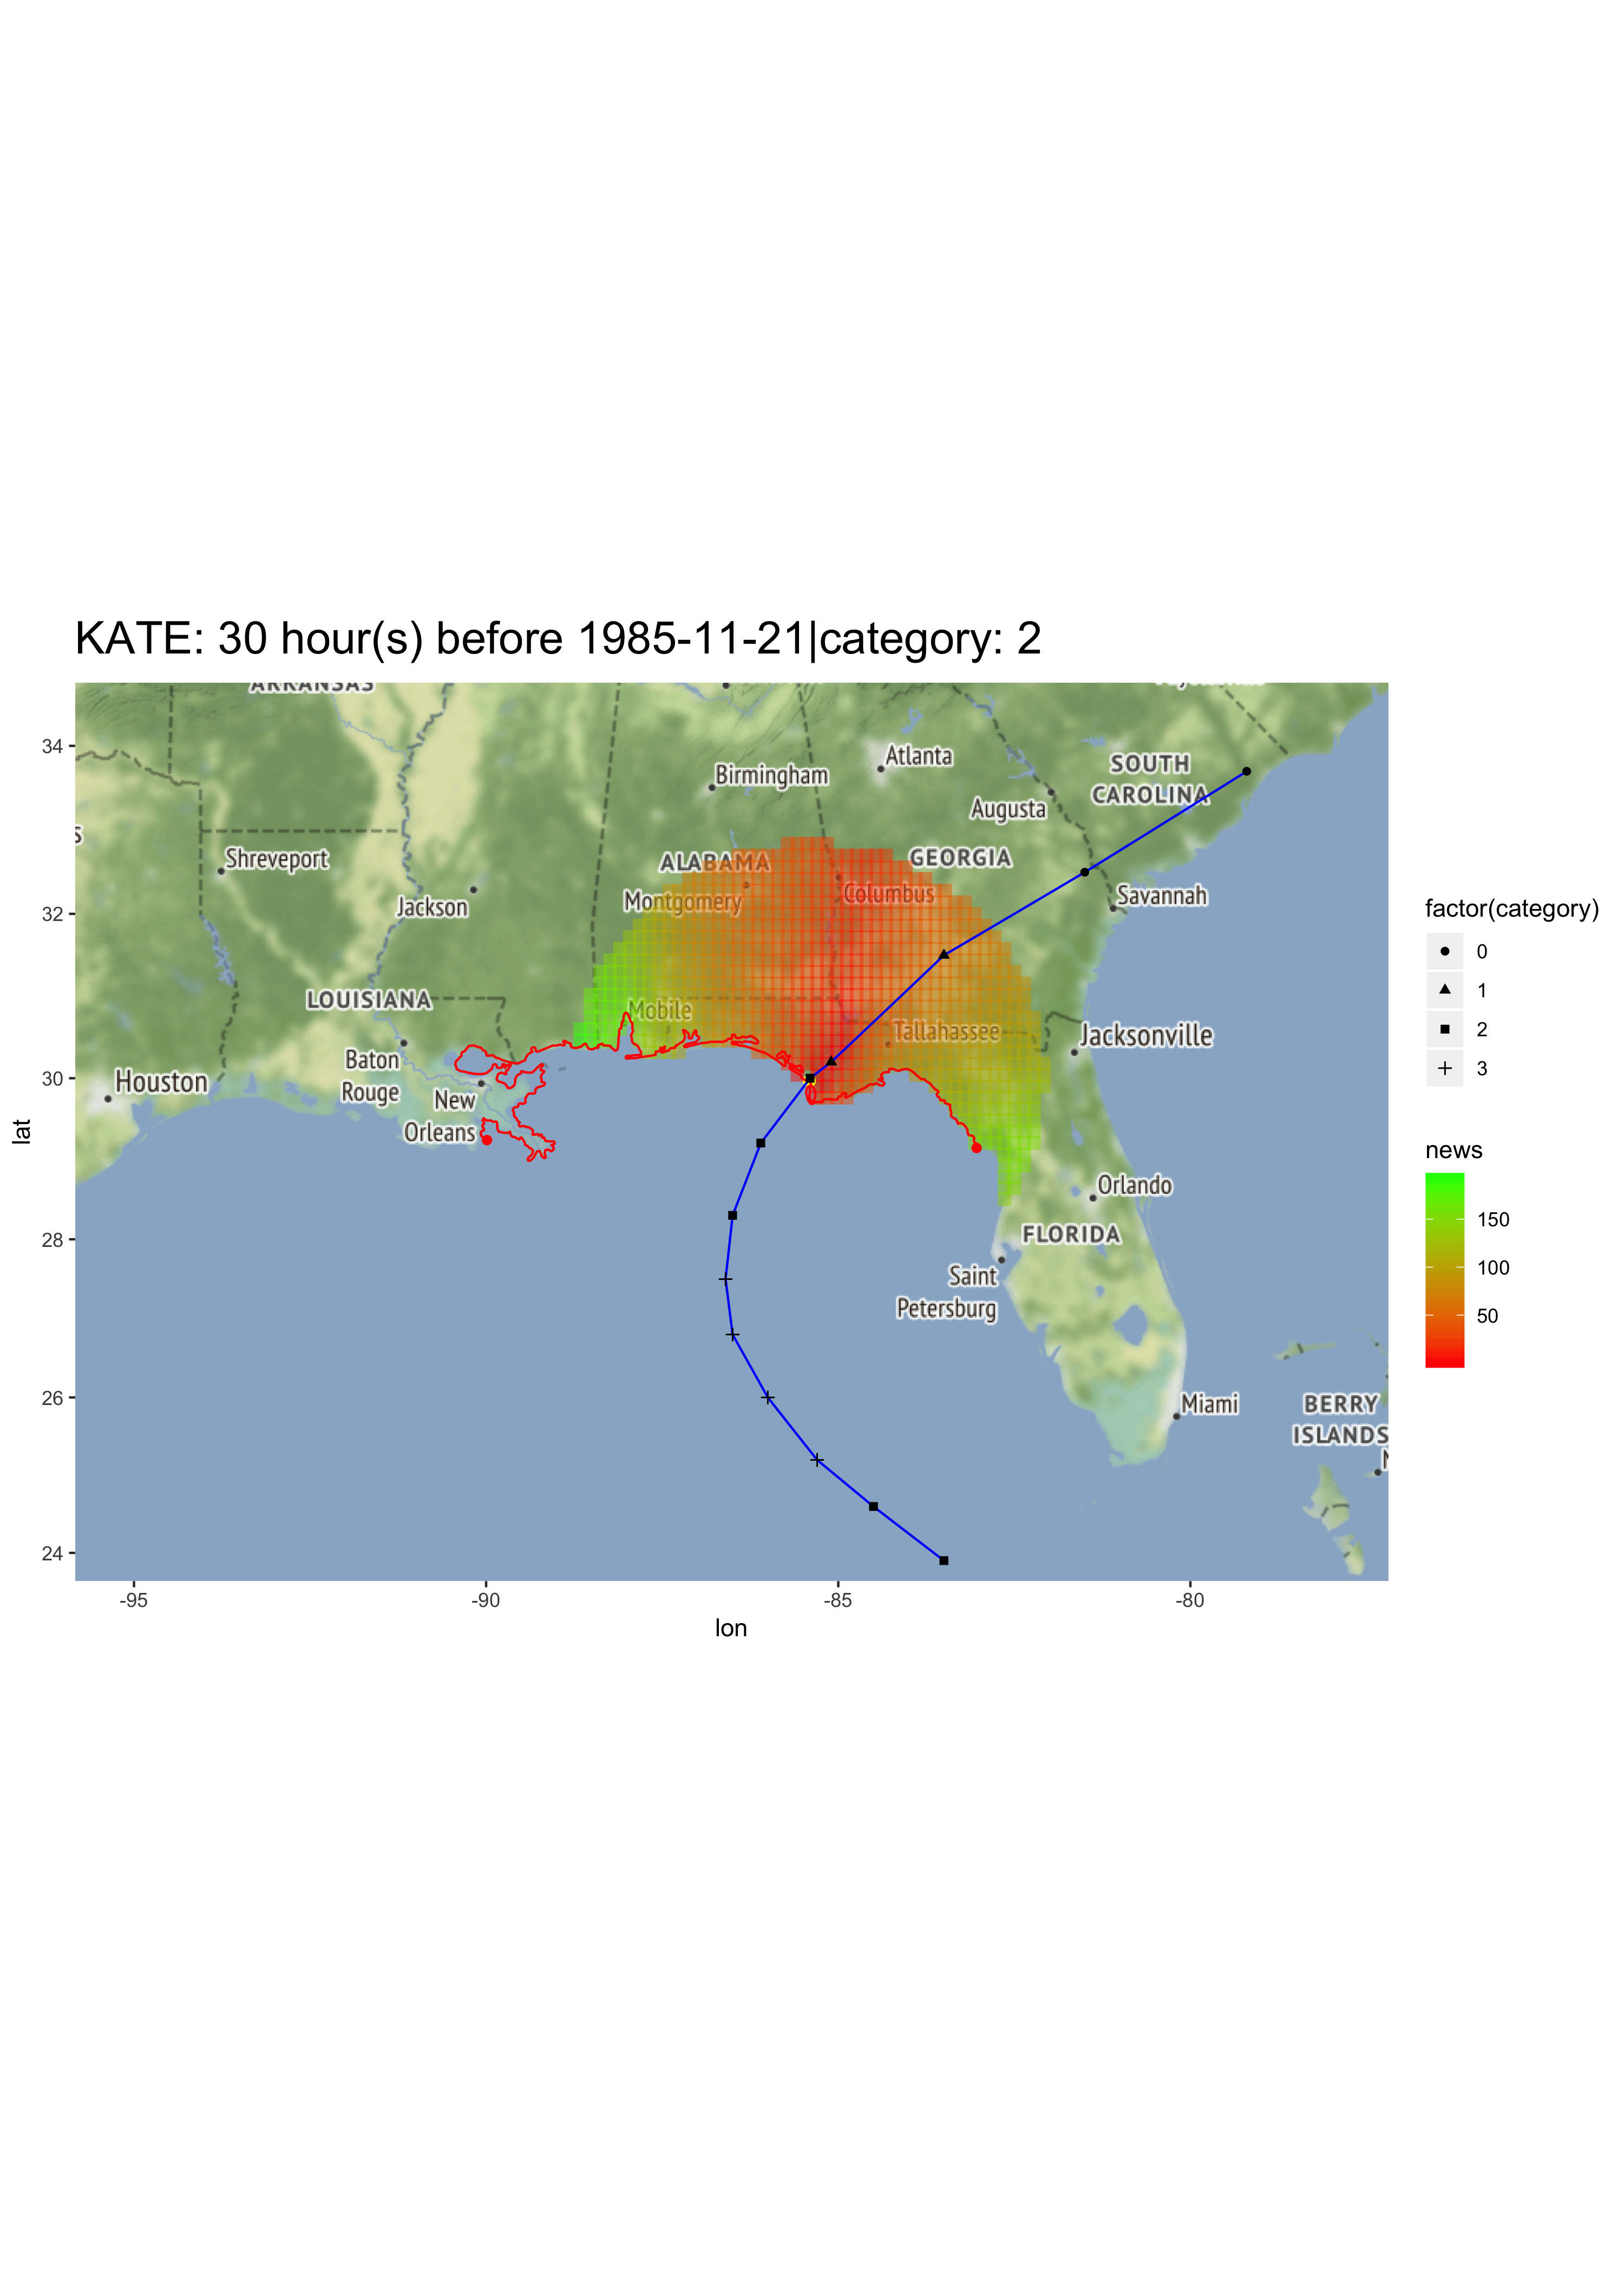 KATE: 30 hour(s) before 1985-11-21|category: 2
ARKANSAS
34
Atlanta
SOUTH
CAROLINA
Birmingham
Augusta
S
Shreveport
ALABAMA
GEORGIA
Jackson
Montgomery
Columbus
Savannah
32
factor(category)
0
1
2
3
LOUISIANA
Mobile
Tallahassee
Jacksonville
Baton
Rouge
Houston
30
New
Orleans
lat
news
150
100
50
Orlando
FLORIDA
28
Saint
Petersburg
26
Miami
BERRY
ISLANDS
N
24
-95
-90
-85
-80
lon